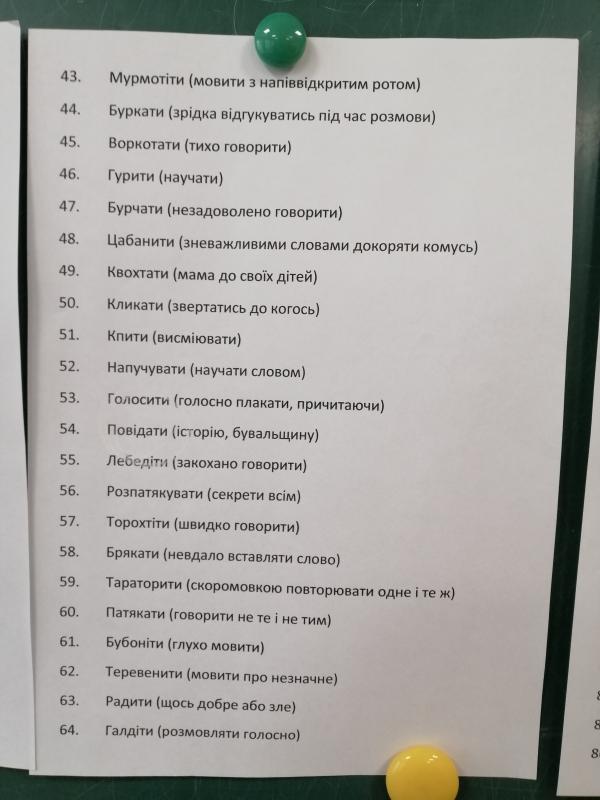 43. Мурмотіти (мовити з напіввідкритим ротом)
44. Буркати (зрідка відгукуватись під час розмови)
45. Воркотати (тихо говорити)
46. Гурити (научати)
47. Бурчати (незадоволено говорити)
48. Цабанити (зневажливими словами докоряти комусь)
49. Квохтати (мама до своїх дітей)
50. Кликати (звертатись до когось)
51. Кпити (висміювати)
52. Напучувати (научати словом)
53. Голосити (голосно плакати, причитаючи)
54. Повідати (історію, бувальщину)
55. Лебедіти (закохано говорити)
56. Розпатякувати (секрети всім)
57. Торохтіти (швидко говорити)
58. Брякати (невдало вставляти слово)
59. Тараторити (скоромовкою повторювати одне і те ж)
60. Патякати (говорити не те і не тим)
61. Бубоніти (глухо мовити)
62. Теревенити (мовити про незначне)
63. Радити (щось добре або зле)
64. Галдіти (розмовляти голосно)